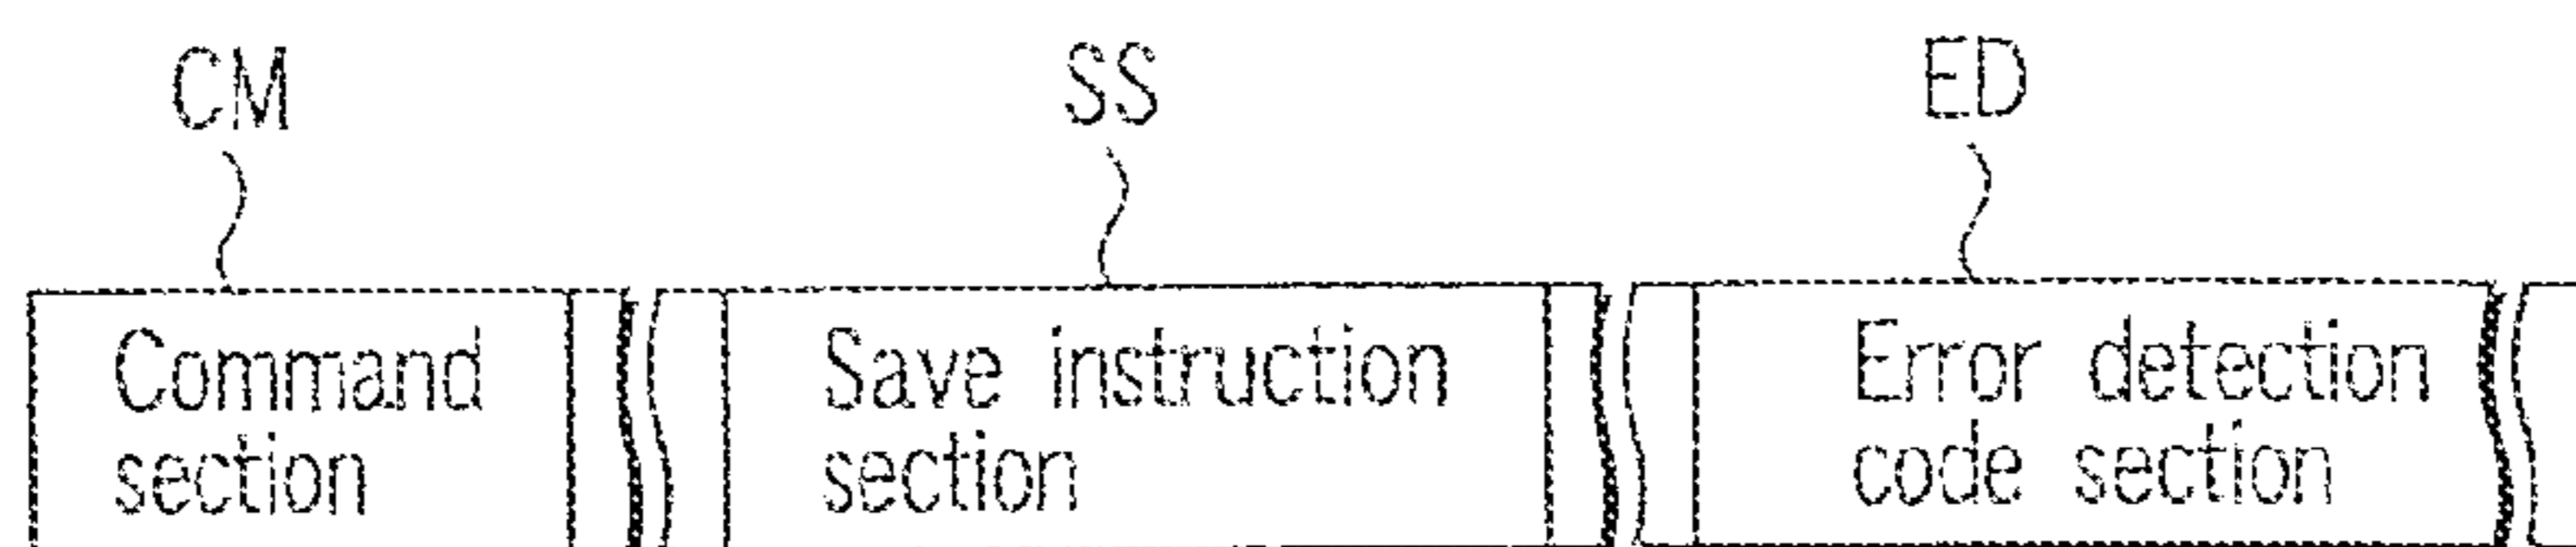 CM SS ED
Command Save instruction Error detection
section section code section